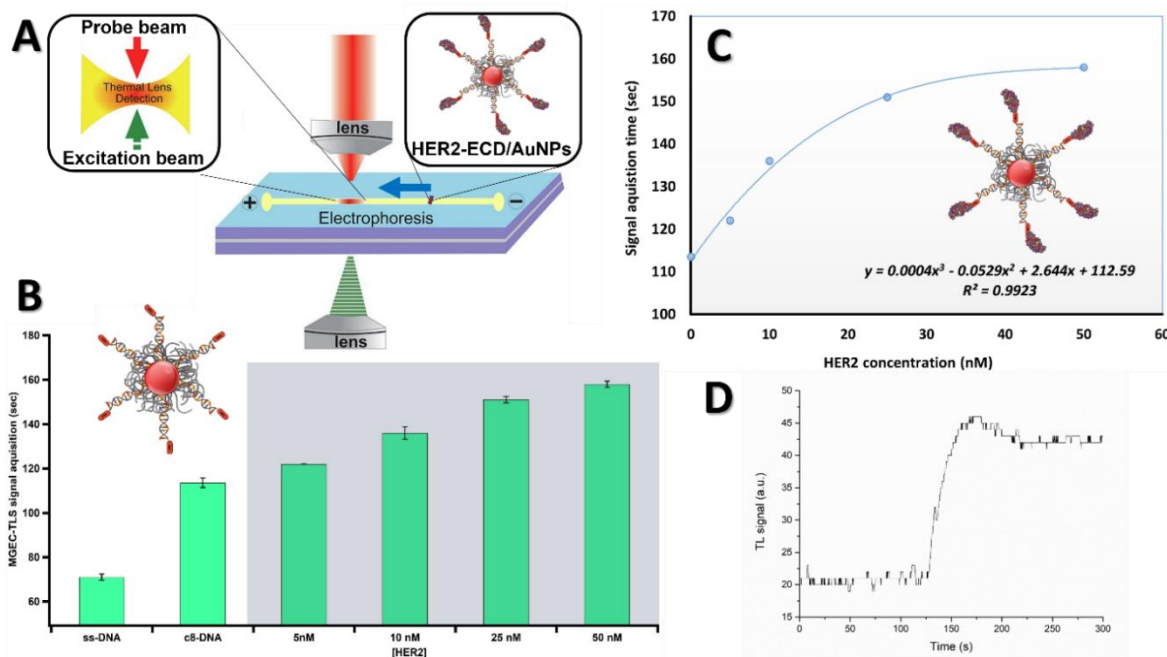 A
Probe beam
Thermal Lens
Detection
Excitation beam
lens
HER2-ECD/AuNPs
+
−
Electrophoresis
lens
B
MGEC-TLS signal aquisition (sec)
180
160
140
120
100
80
60
ss-DNA
c8-DNA
5nM
10 nM
25 nM
50 nM
[HER2]
C
Signal aquistion time (sec)
170
160
150
140
130
120
110
100
y = 0.0004x³ - 0.0529x² + 2.644x + 112.59
R² = 0.9923
0
10
20
30
40
50
60
HER2 concentration (nM)
D
TL signal (a.u.)
50
45
40
35
30
25
20
15
0
50
100
150
200
250
300
Time (s)